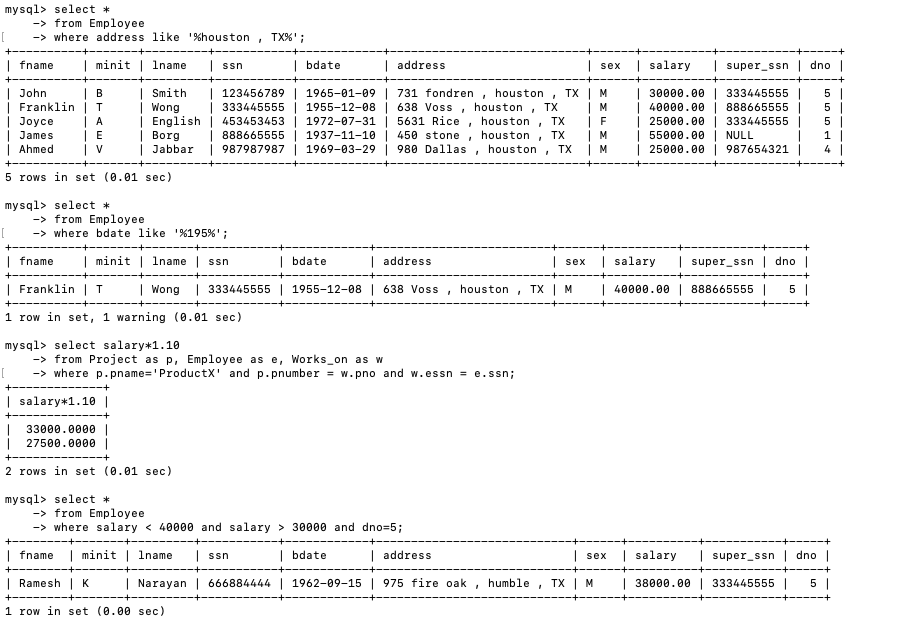 mysql> select *
    -> from Employee
[    -> where address like '%houston , TX%';
+----------+-------+---------+-----------+------------+--------------------------+-----+----------+-----------+-----+
| fname    | minit | lname   | ssn       | bdate      | address                  | sex | salary   | super_ssn | dno |
+----------+-------+---------+-----------+------------+--------------------------+-----+----------+-----------+-----+
| John     | B     | Smith   | 123456789 | 1965-01-09 | 731 fondren , houston , TX | M   | 30000.00 | 333445555 |   5 |
| Franklin | T     | Wong    | 333445555 | 1955-12-08 | 638 Voss , houston , TX   | M   | 40000.00 | 888665555 |   5 |
| Joyce    | A     | English | 453453453 | 1972-07-31 | 5631 Rice , houston , TX  | F   | 25000.00 | 333445555 |   5 |
| James    | E     | Borg    | 888665555 | 1937-11-10 | 450 stone , houston , TX  | M   | 55000.00 | NULL      |   1 |
| Ahmed    | V     | Jabbar  | 987987987 | 1969-03-29 | 980 Dallas , houston , TX | M   | 25000.00 | 987654321 |   4 |
+----------+-------+---------+-----------+------------+--------------------------+-----+----------+-----------+-----+
5 rows in set (0.01 sec)
mysql> select *
    -> from Employee
[    -> where bdate like '%195%';
+----------+-------+-------+-----------+------------+-------------------------+------+----------+-----------+-----+
| fname    | minit | lname | ssn       | bdate      | address                 | sex  | salary   | super_ssn | dno |
+----------+-------+-------+-----------+------------+-------------------------+------+----------+-----------+-----+
| Franklin | T     | Wong  | 333445555 | 1955-12-08 | 638 Voss , houston , TX | M    | 40000.00 | 888665555 |   5 |
+----------+-------+-------+-----------+------------+-------------------------+------+----------+-----------+-----+
1 row in set, 1 warning (0.01 sec)
mysql> select salary*1.10
    -> from Project as p, Employee as e, Works_on as w
[    -> where p.pname='ProductX' and p.pnumber = w.pno and w.essn = e.ssn;
+-------------+
| salary*1.10 |
+-------------+
|  33000.0000 |
|  27500.0000 |
+-------------+
2 rows in set (0.01 sec)
mysql> select *
    -> from Employee
    -> where salary < 40000 and salary > 30000 and dno=5;
+--------+-------+---------+-----------+------------+----------------------------+------+----------+-----------+-----+
| fname  | minit | lname   | ssn       | bdate      | address                    | sex  | salary   | super_ssn | dno |
+--------+-------+---------+-----------+------------+----------------------------+------+----------+-----------+-----+
| Ramesh | K     | Narayan | 666884444 | 1962-09-15 | 975 fire oak , humble , TX | M    | 38000.00 | 333445555 |   5 |
+--------+-------+---------+-----------+------------+----------------------------+------+----------+-----------+-----+
1 row in set (0.00 sec)